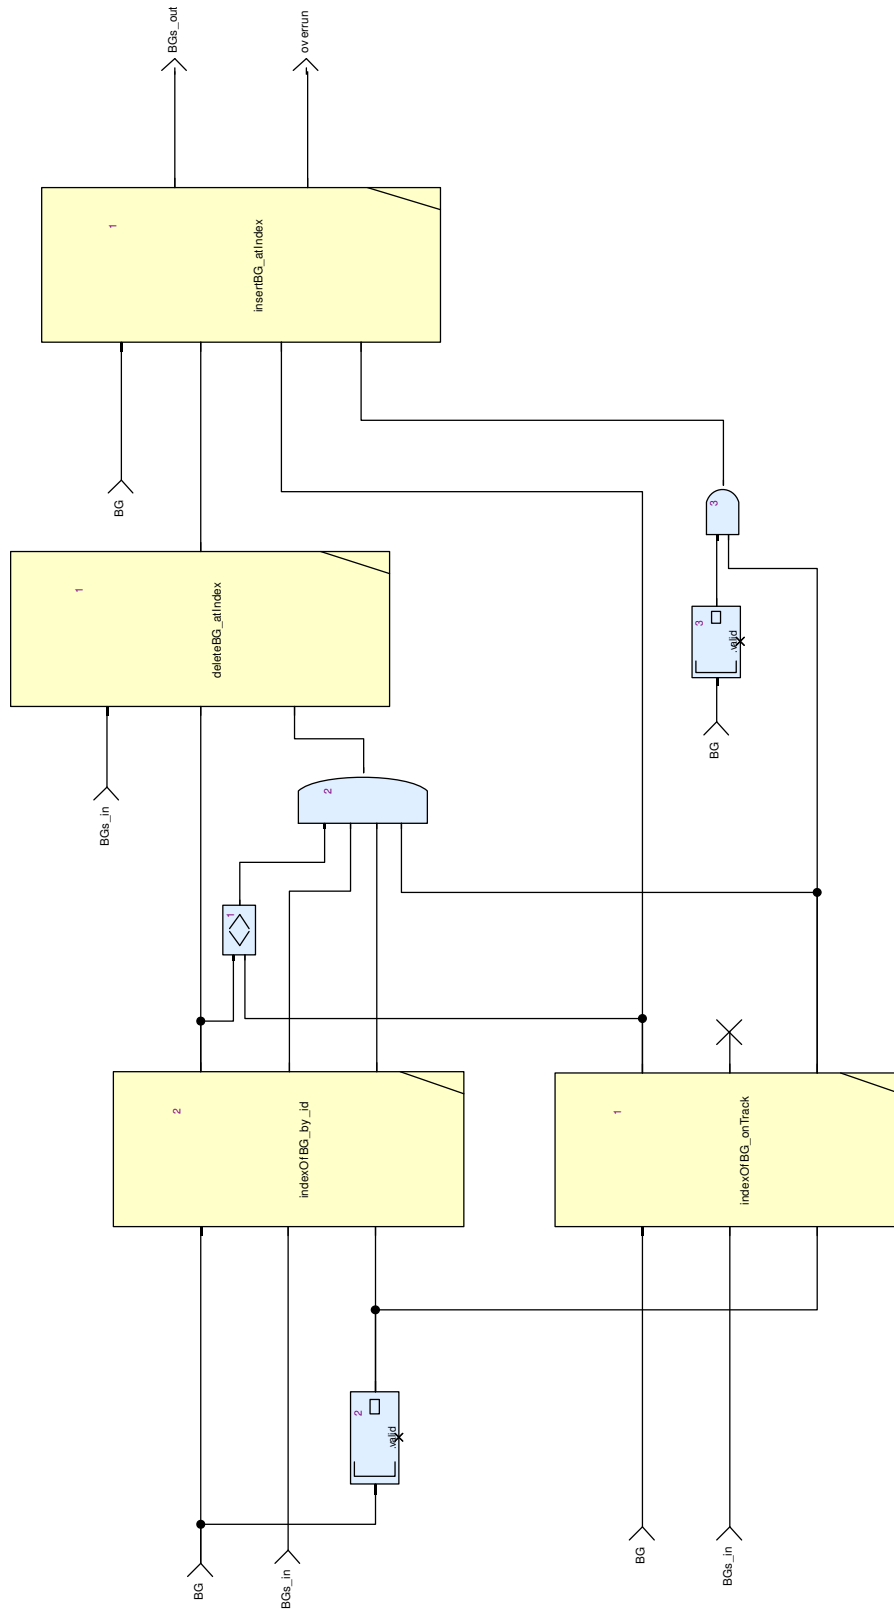 BGs_out
overrun
1
insertBG_atIndex
BG
3
1
deleteBG_atIndex
3
.valid
BG
BGs_in
2
1
2
indexOfBG_by_id
1
indexOfBG_onTrack
2
.valid
BG
BGs_in
BG
BGs_in